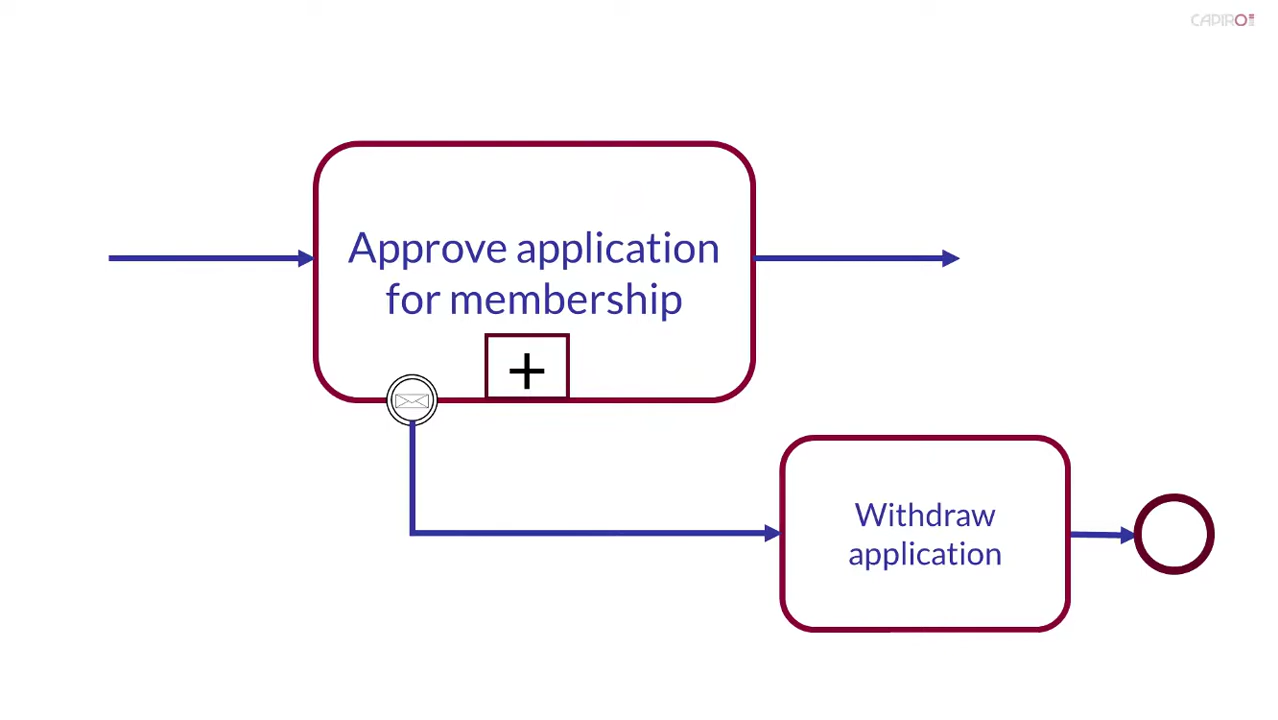 CAPIRO
Approve application
for membership
+
Withdraw
application